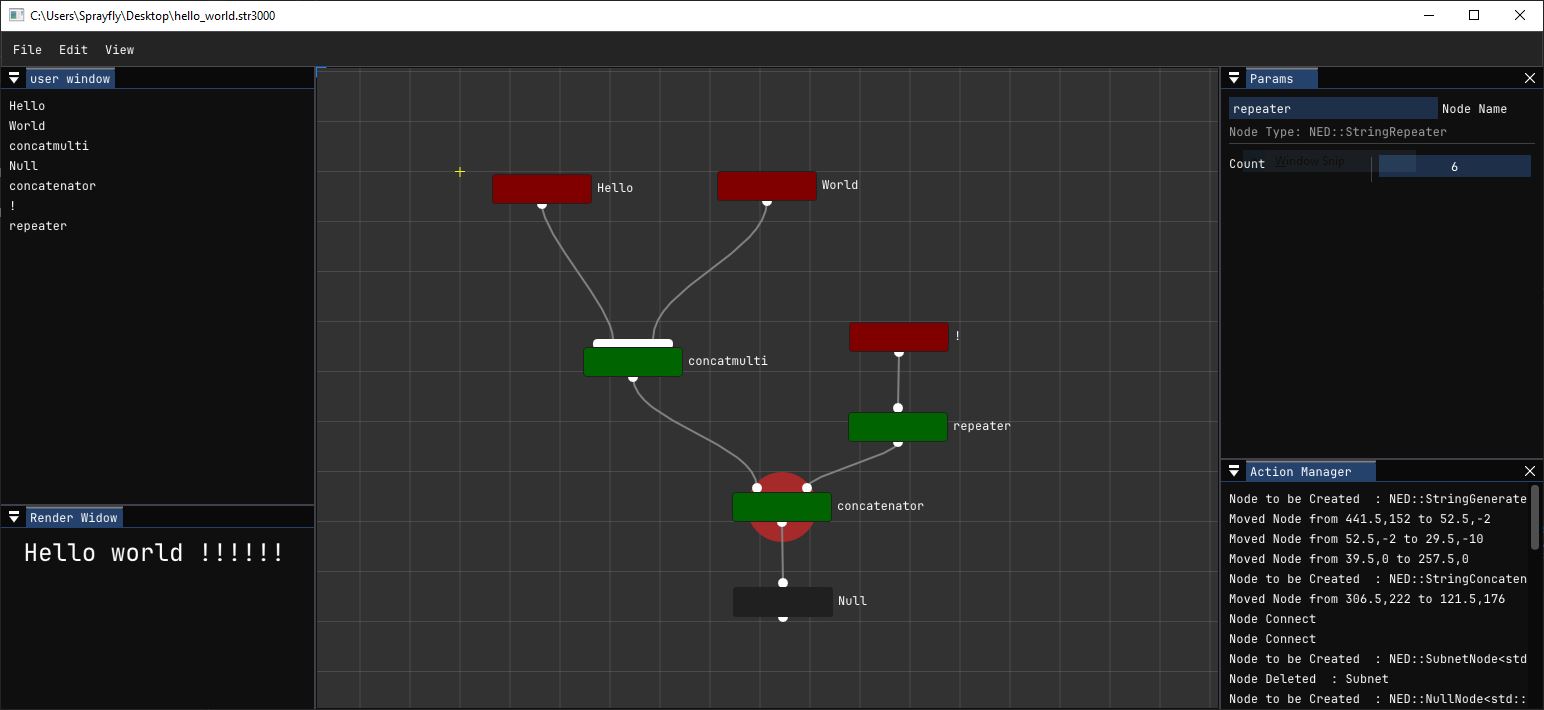 C:\Users\Sprayfly\Desktop\hello_world.str3000
File Edit View
user window
Hello
World
concatmulti
Null
concatenator
!
repeater
Render Widow
Hello world !!!!!!
Hello
World
concatmulti
!
repeater
concatenator
Null
Params
repeater Node Name
Node Type: NED::StringRepeater
Count Window Snip 6
Action Manager
Node to be Created : NED::StringGenerate
Moved Node from 441.5,152 to 52.5,-2
Moved Node from 52.5,-2 to 29.5,-10
Moved Node from 39.5,0 to 257.5,0
Node to be Created : NED::StringConcaten
Moved Node from 306.5,222 to 121.5,176
Node Connect
Node Connect
Node to be Created : NED::SubnetNode<std
Node Deleted : Subnet
Node to be Created : NED::NullNode<std::